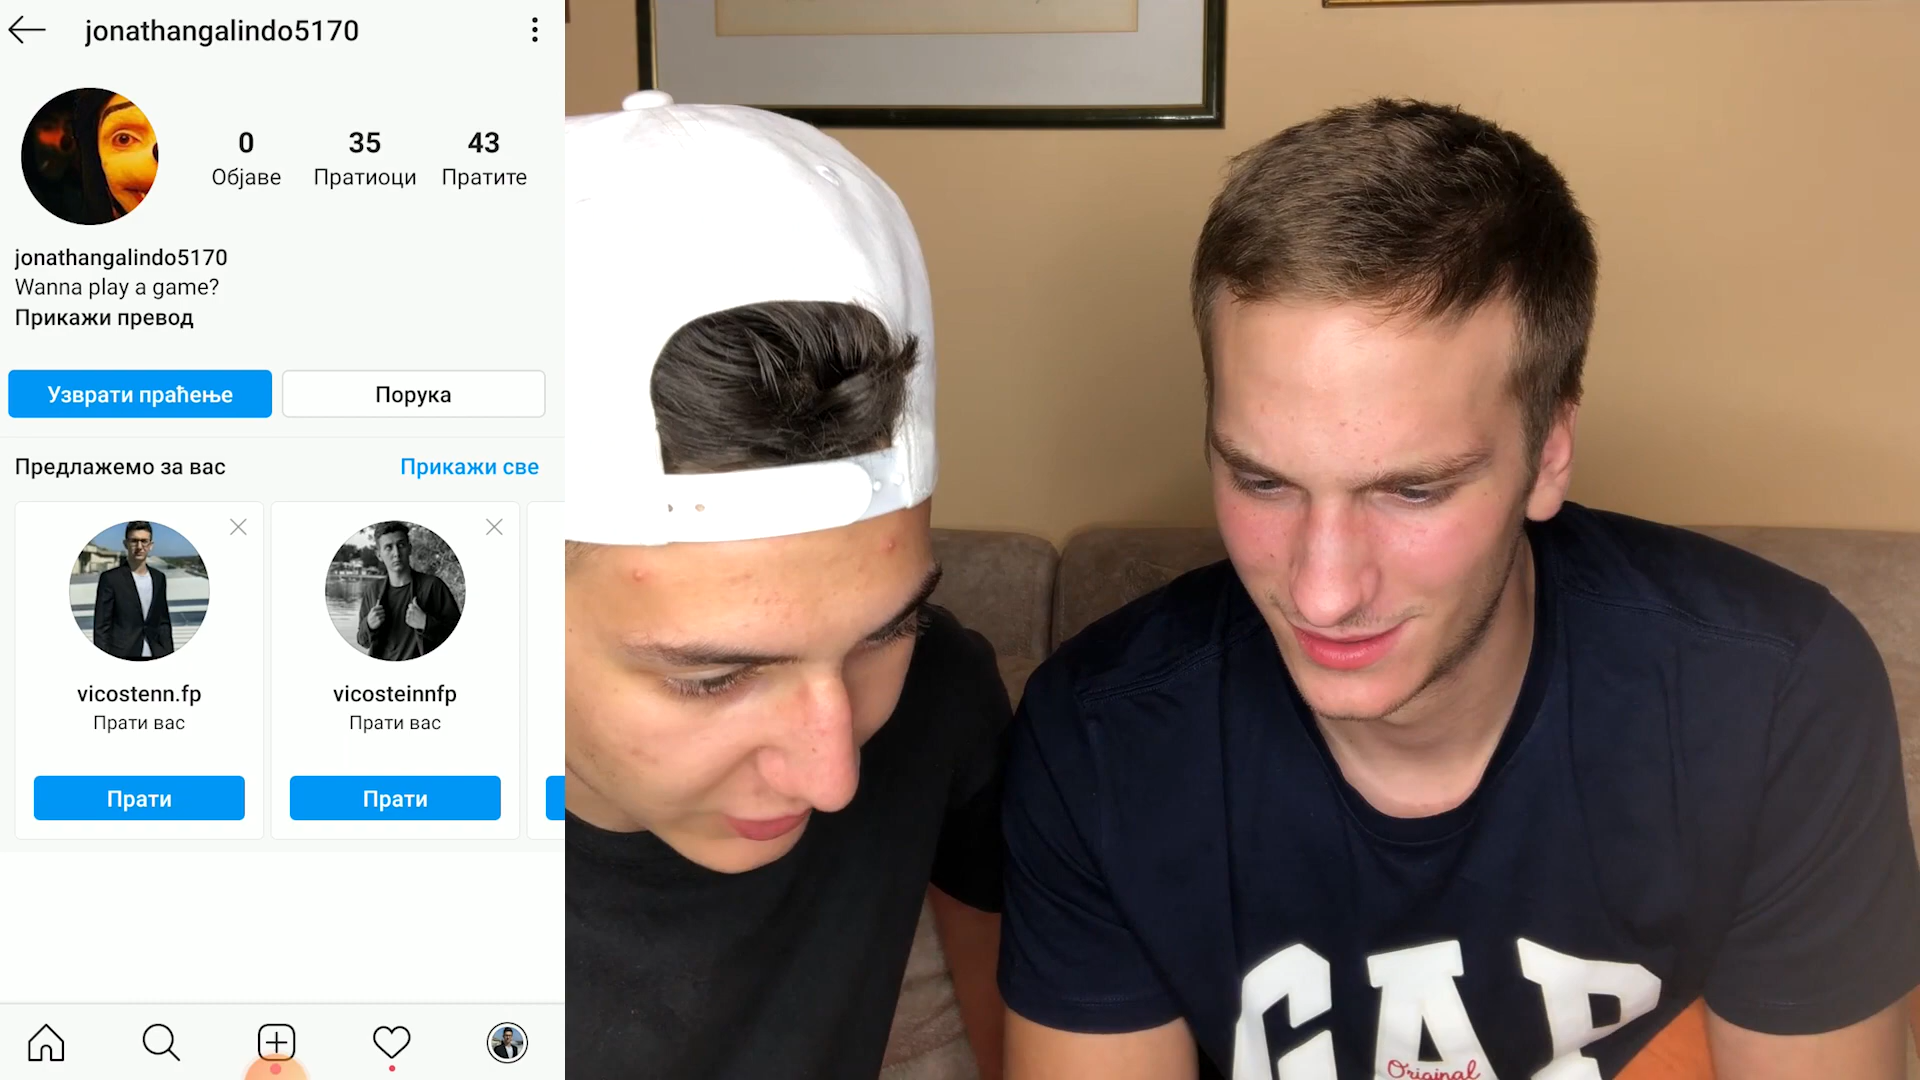 jonathangalindo5170
0
35
43
Објаве
Пратиоци
Пратите
jonathangalindo5170
Wanna play a game?
Прикажи превод
Узврати праћење
Порука
Предлажемо за вас
Прикажи све
vicostenn.fp
vicosteinnfp
Прати вас
Прати вас
Прати
Прати
GAP
Original